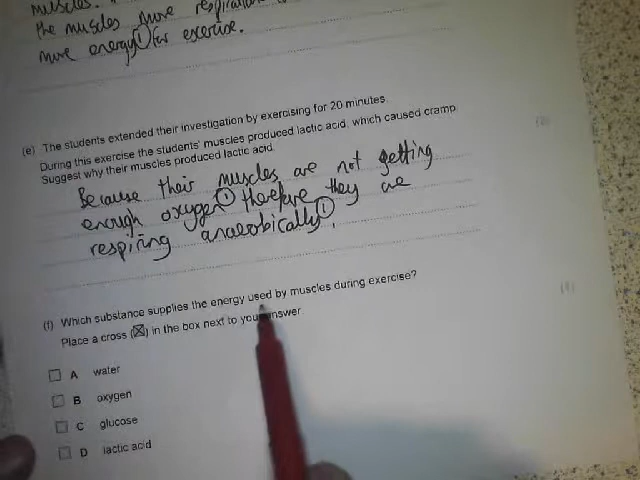 muscles.
the muscles more respiration
more energy ① for exercise.
(e) The students extended their investigation by exercising for 20 minutes.
During this exercise the students' muscles produced lactic acid, which caused cramp.
Suggest why their muscles produced lactic acid.
(2)
Because their muscles are not getting
enough oxygen ① therefore they are
respiring anaerobically ①.
(f) Which substance supplies the energy used by muscles during exercise?
(1)
Place a cross (☒) in the box next to your answer.
A water
B oxygen
C glucose
D lactic acid